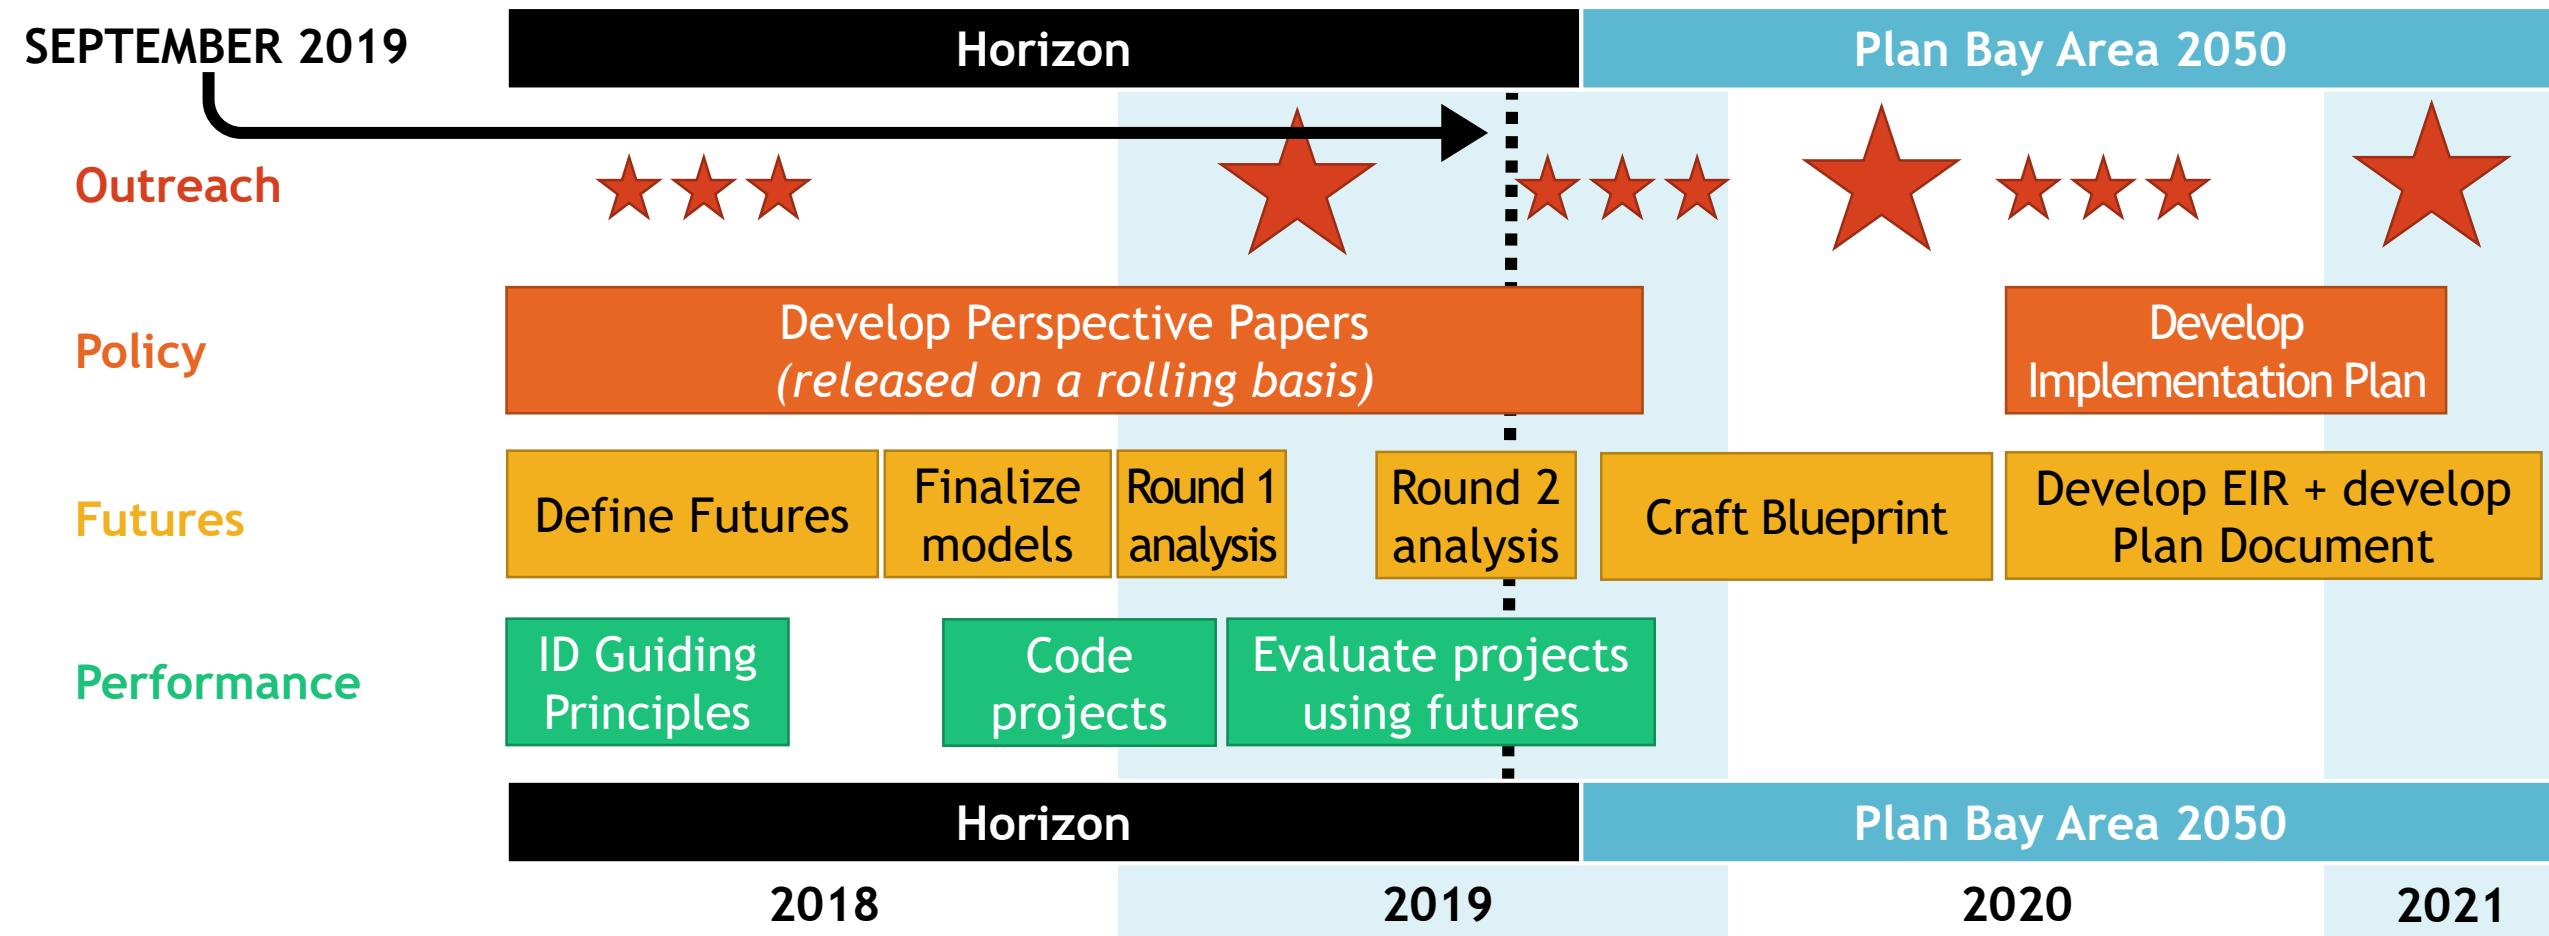 SEPTEMBER 2019
Horizon
Plan Bay Area 2050
Outreach
Policy
Develop Perspective Papers
(released on a rolling basis)
Develop
Implementation Plan
Futures
Define Futures
Finalize
models
Round 1
analysis
Round 2
analysis
Craft Blueprint
Develop EIR + develop
Plan Document
Performance
ID Guiding
Principles
Code
projects
Evaluate projects
using futures
Horizon
Plan Bay Area 2050
2018
2019
2020
2021